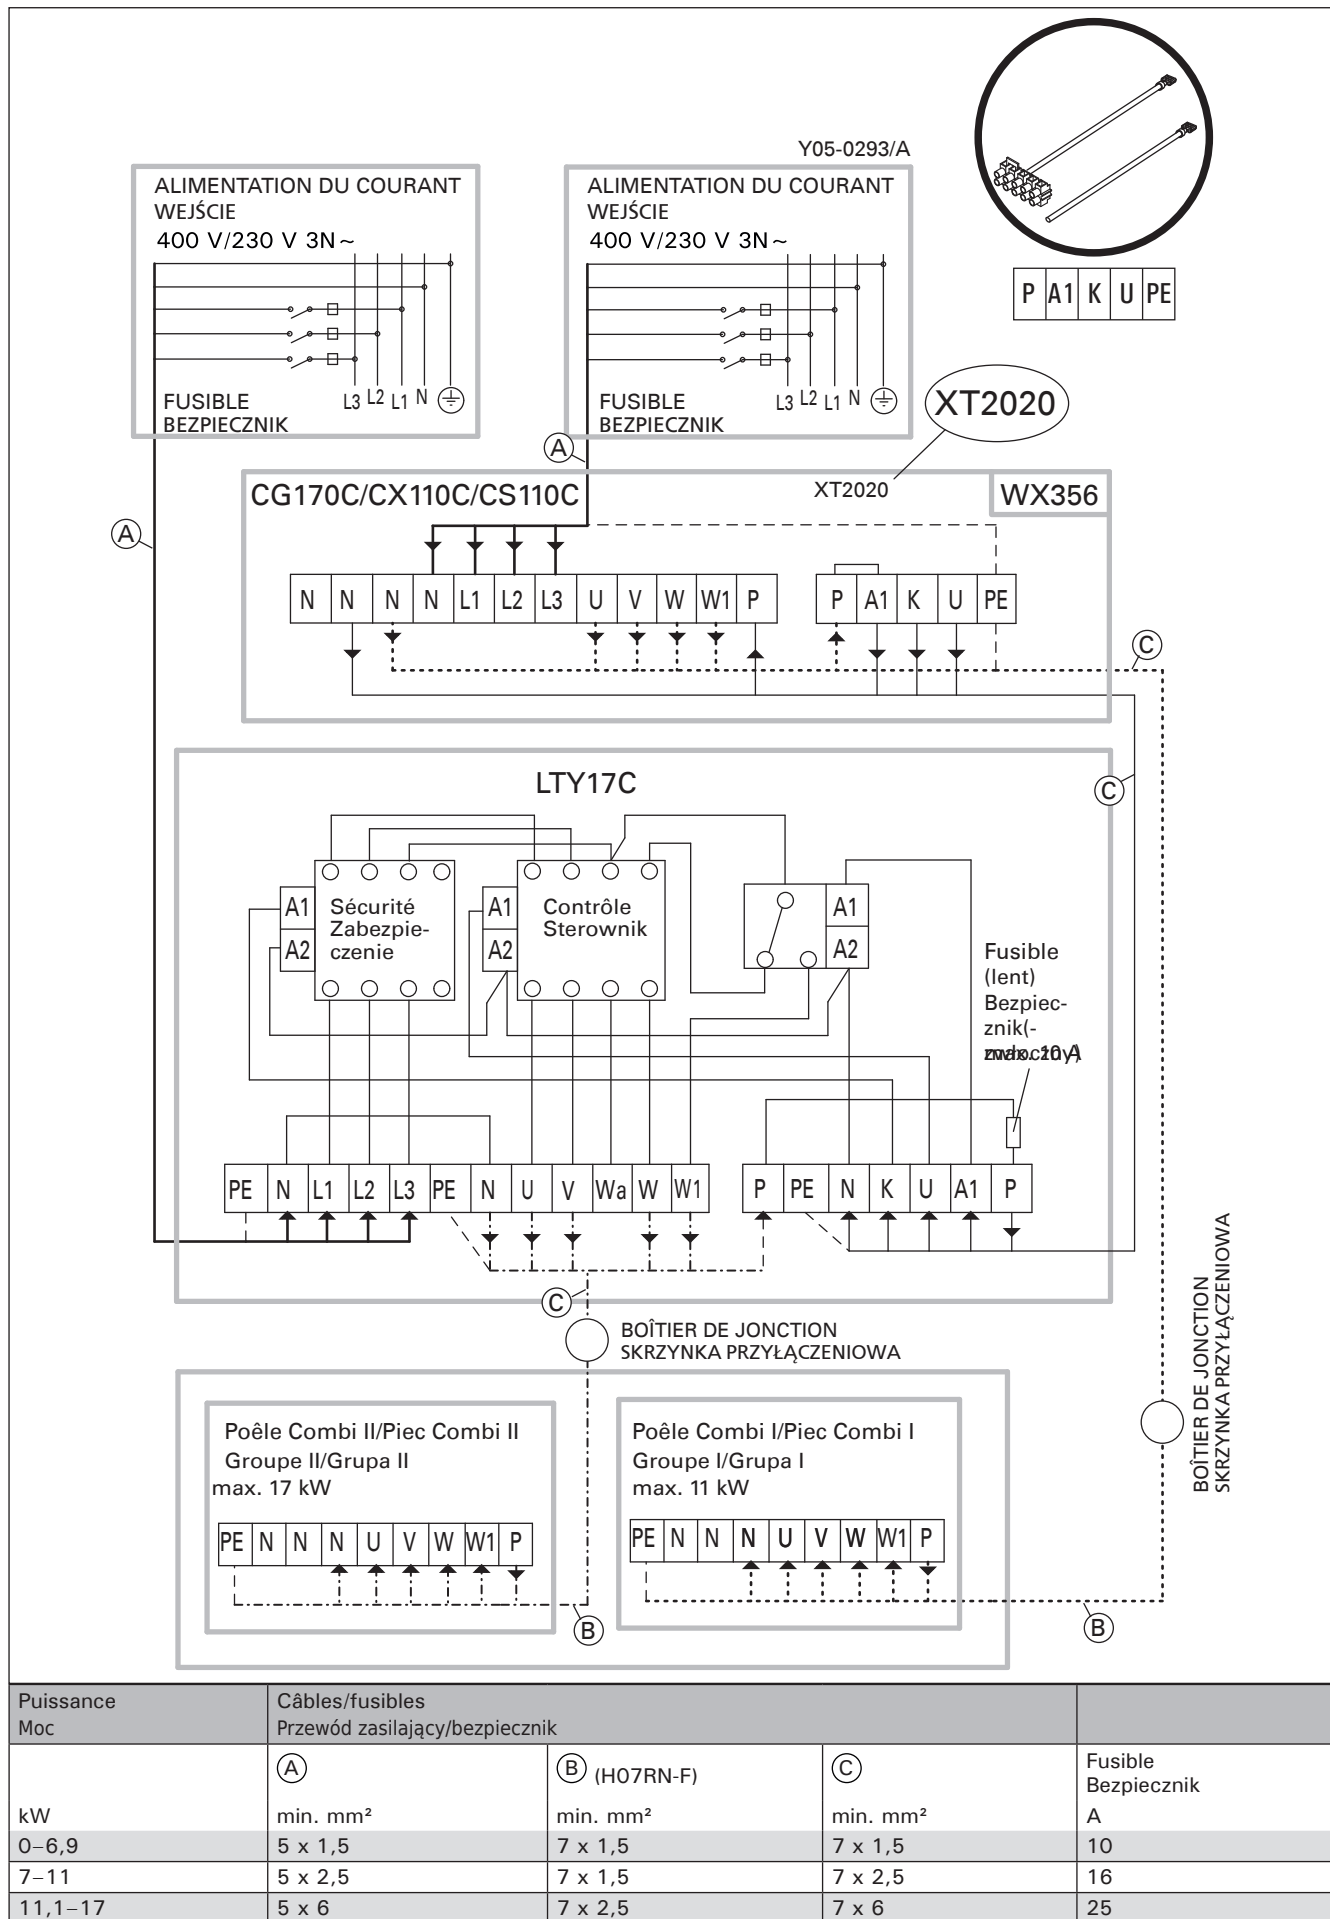 Y05-0293/A
ALIMENTATION DU COURANT
WEJŚCIE
400 V/230 V 3N~
FUSIBLE
BEZPIECZNIK
L3 L2 L1 N
ALIMENTATION DU COURANT
WEJŚCIE
400 V/230 V 3N~
FUSIBLE
BEZPIECZNIK
L3 L2 L1 N
P A1 K U PE
XT2020
A
A
CG170C/CX110C/CS110C
XT2020
WX356
N N N N L1 L2 L3 U V W W1 P
P A1 K U PE
C
LTY17C
C
A1
A2
Sécurité
Zabezpie-
czenie
A1
A2
Contrôle
Sterownik
A1
A2
Fusible
(lent)
Bezpiec-
znik(-
zwłoczny)
max. 10 A
PE N L1 L2 L3 PE N U V Wa W W1
P PE N K U A1 P
C
BOÎTIER DE JONCTION
SKRZYNKA PRZYŁĄCZENIOWA
BOÎTIER DE JONCTION
SKRZYNKA PRZYŁĄCZENIOWA
Poêle Combi II/Piec Combi II
Groupe II/Grupa II
max. 17 kW
PE N N N U V W W1 P
B
Poêle Combi I/Piec Combi I
Groupe I/Grupa I
max. 11 kW
PE N N N U V W W1 P
B
Puissance
Moc
Câbles/fusibles
Przewód zasilający/bezpiecznik
kW
A
min. mm²
B (H07RN-F)
min. mm²
C
min. mm²
Fusible
Bezpiecznik
A
0–6,9 5 x 1,5 7 x 1,5 7 x 1,5 10
7–11 5 x 2,5 7 x 1,5 7 x 2,5 16
11,1–17 5 x 6 7 x 2,5 7 x 6 25